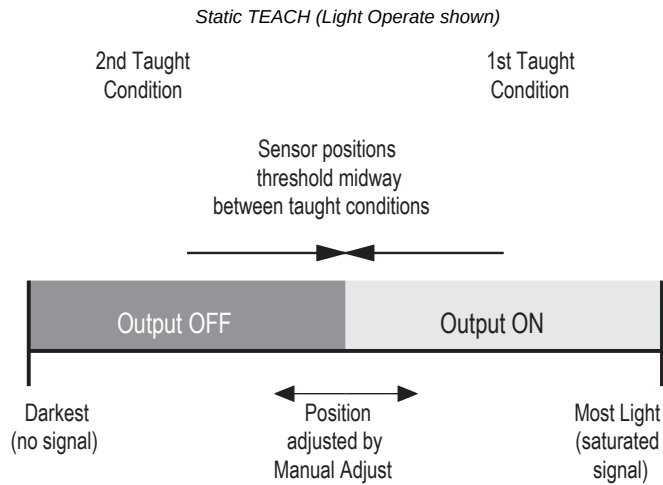 Static TEACH (Light Operate shown)
2nd Taught
Condition
1st Taught
Condition
Sensor positions
threshold midway
between taught conditions
Output OFF
Output ON
Darkest
(no signal)
Position
adjusted by
Manual Adjust
Most Light
(saturated
signal)